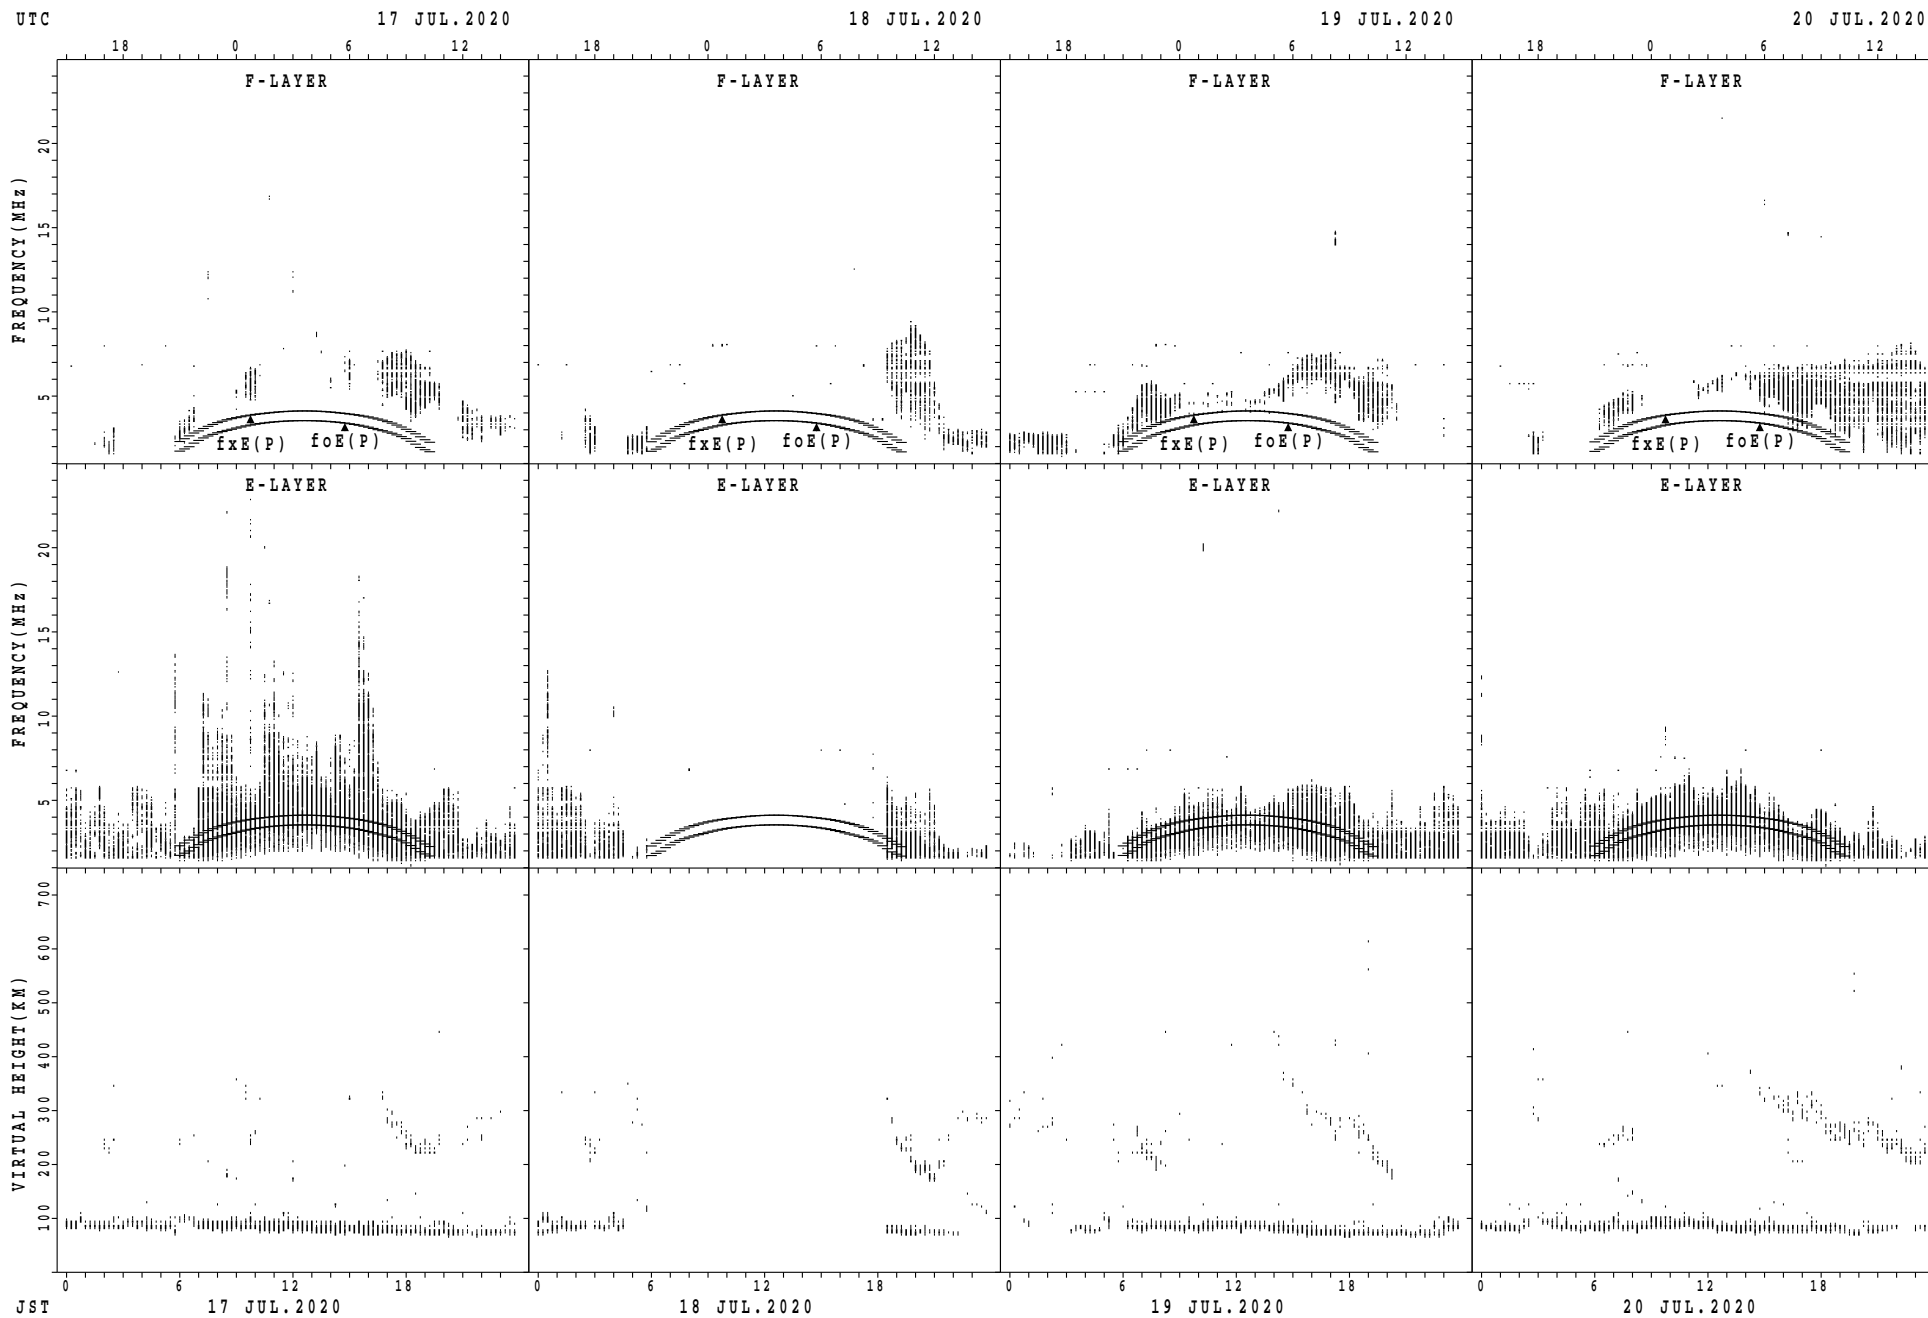 UTC 17 JUL.2020 18 JUL.2020 19 JUL.2020 20 JUL.2020
18 0 6 12 18 0 6 12 18 0 6 12 18 0 6 12
F-LAYER F-LAYER F-LAYER F-LAYER
FREQUENCY(MHz)
20
15
10
5
fxE(P) foE(P) fxE(P) foE(P) fxE(P) foE(P) fxE(P) foE(P)
E-LAYER E-LAYER E-LAYER E-LAYER
FREQUENCY(MHz)
20
15
10
5
VIRTUAL HEIGHT(KM)
700
600
500
400
300
200
100
0 6 12 18 0 6 12 18 0 6 12 18 0 6 12 18
JST 17 JUL.2020 18 JUL.2020 19 JUL.2020 20 JUL.2020